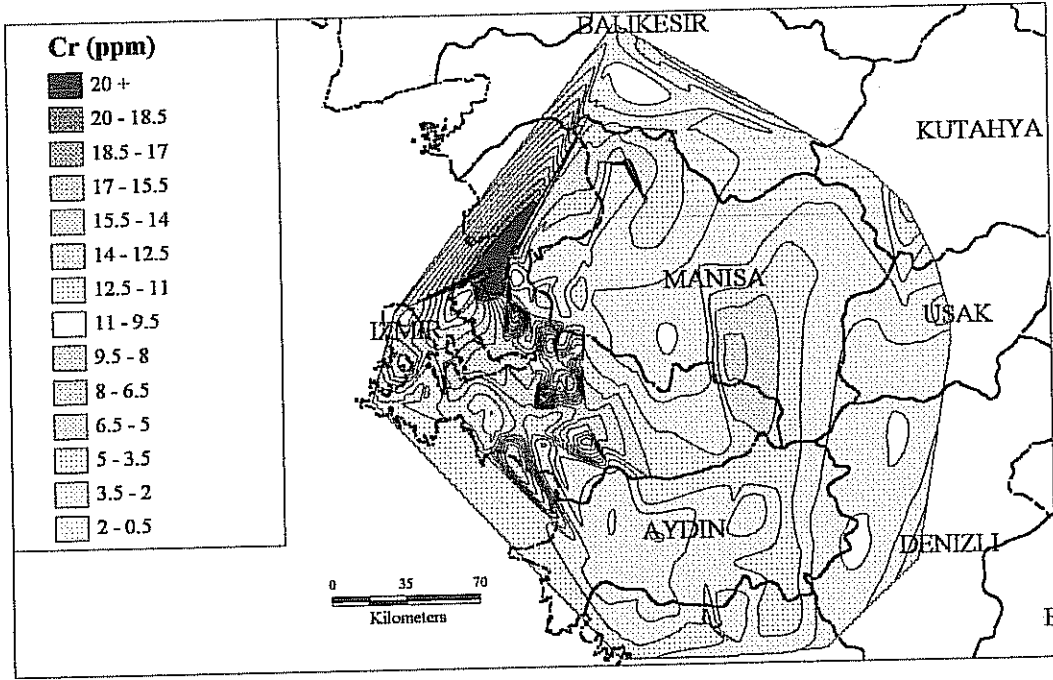 Cr (ppm)
20 +
20 - 18.5
18.5 - 17
17 - 15.5
15.5 - 14
14 - 12.5
12.5 - 11
11 - 9.5
9.5 - 8
8 - 6.5
6.5 - 5
5 - 3.5
3.5 - 2
2 - 0.5
BALIKESIR
KUTAHYA
MANISA
USAK
IZMIR
AYDIN
DENIZLI
0 35 70
Kilometers